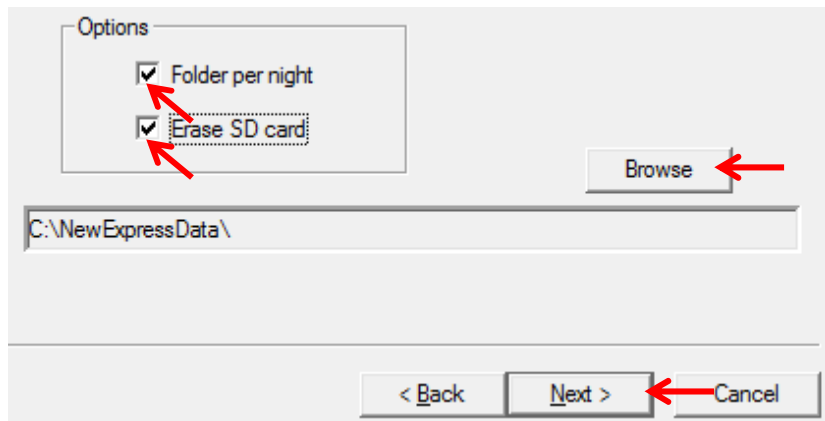 Options
Folder per night
Erase SD card
Browse
C:\NewExpressData\
< Back Next > Cancel